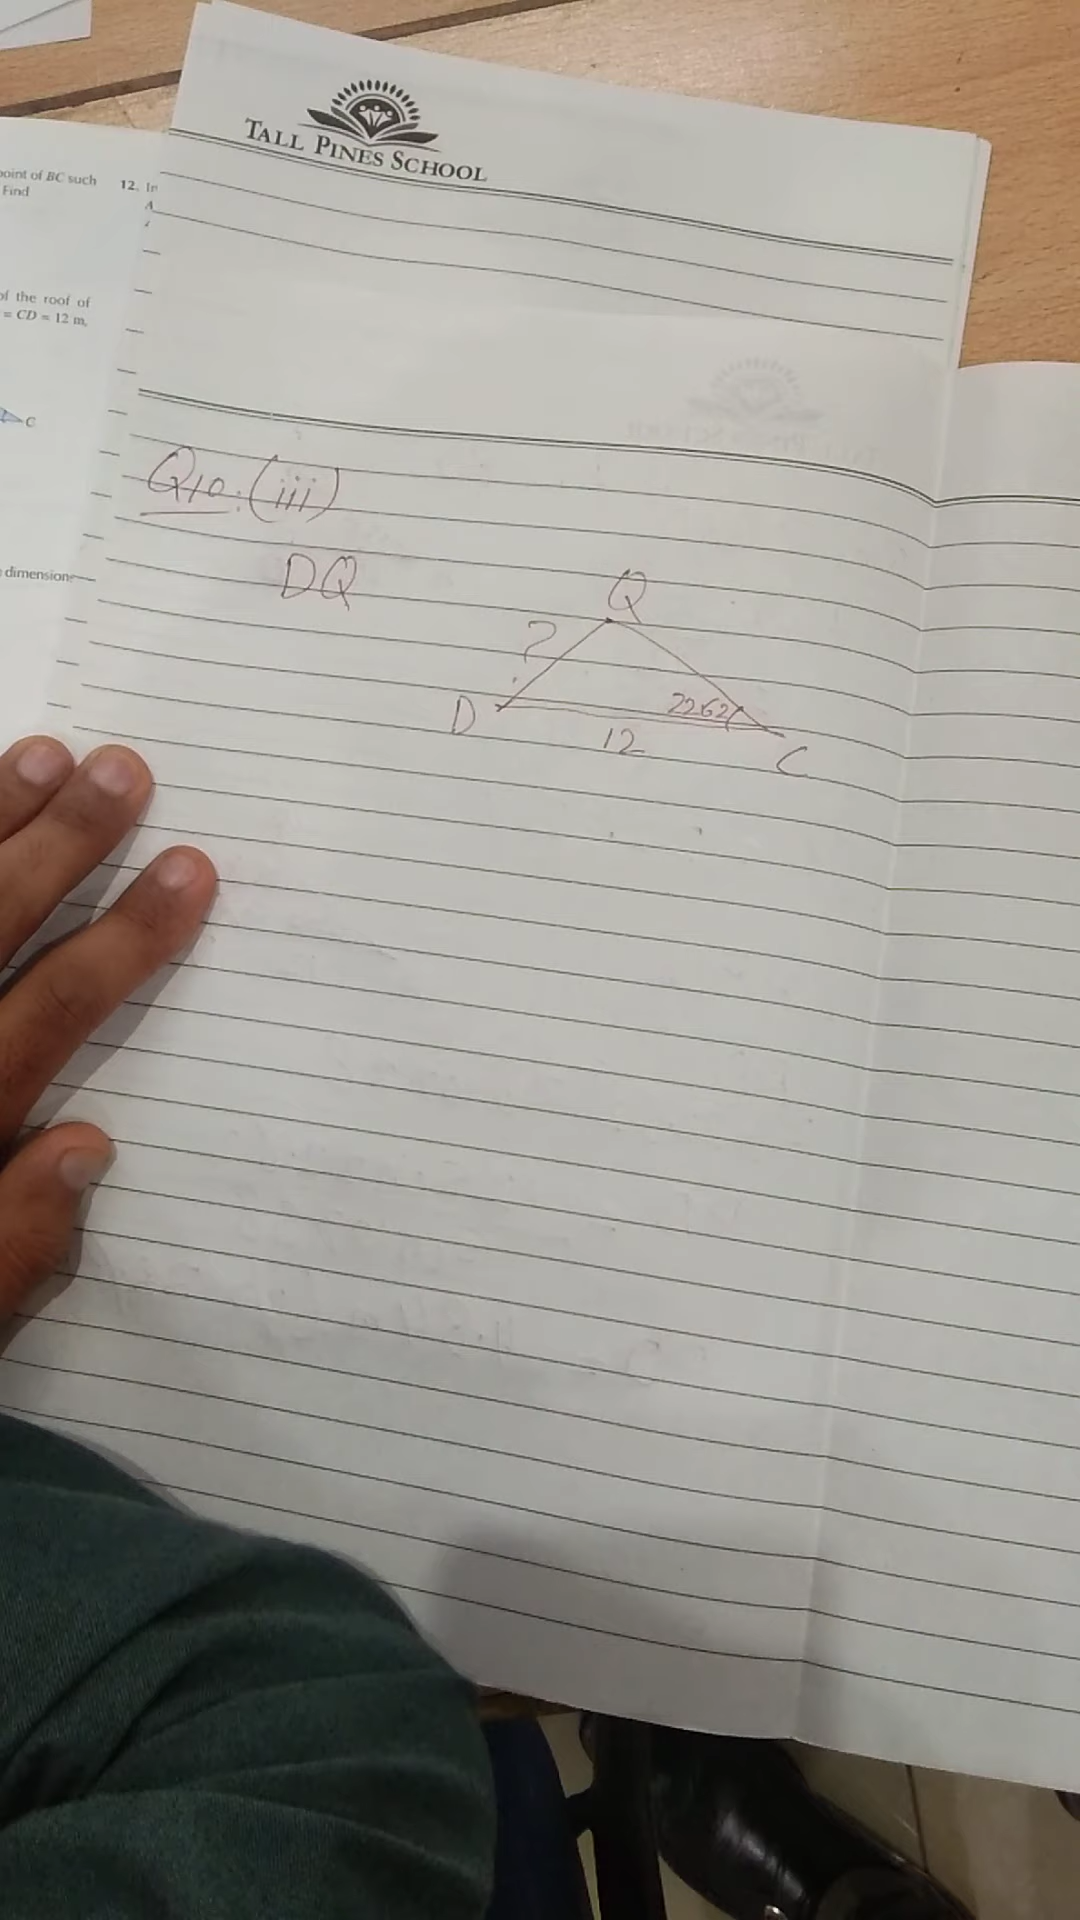 TALL PINES SCHOOL
point of BC such
Find
12. In
A
of the roof of
= CD = 12 m,
C
dimensions
Q10. (iii)
DQ
Q
?
D
22.62
12
C